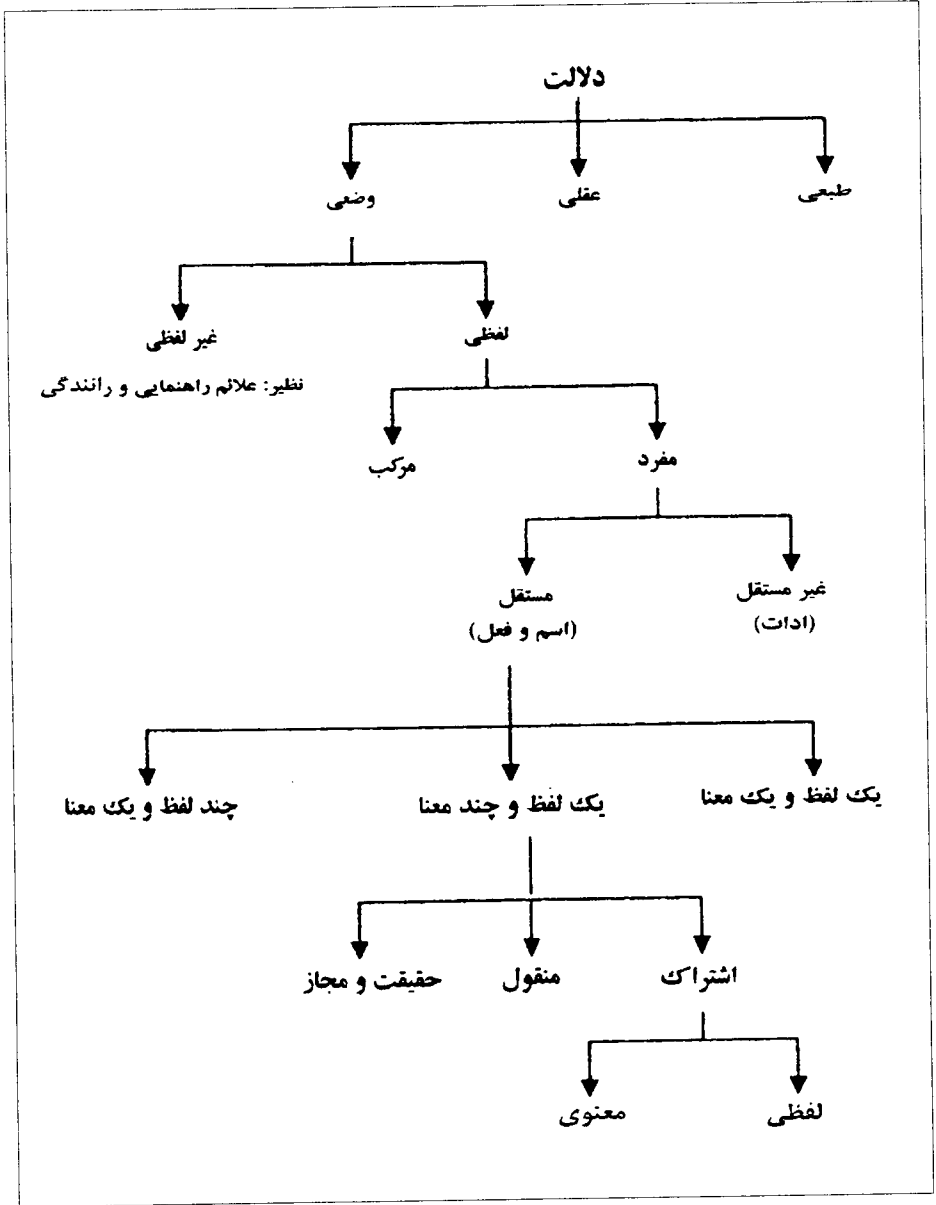 دلالت
طبعی
عقلی
وضعی
لفظی
غیر لفظی
نظیر: علائم راهنمایی و رانندگی
مفرد
مرکب
غیر مستقل
(ادات)
مستقل
(اسم و فعل)
یک لفظ و یک معنا
یک لفظ و چند معنا
چند لفظ و یک معنا
اشتراک
منقول
حقیقت و مجاز
لفظی
معنوی